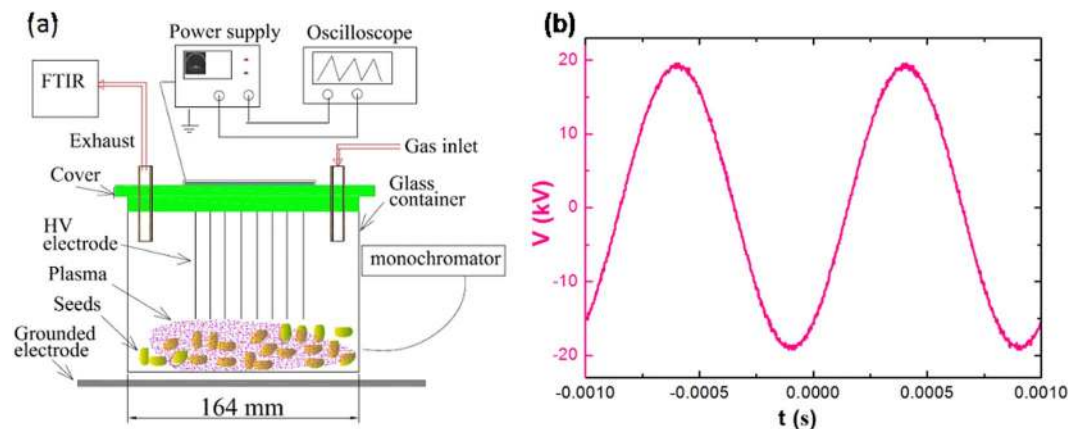 (a)
Power supply
Oscilloscope
FTIR
Exhaust
Gas inlet
Cover
Glass
container
HV
electrode
monochromator
Plasma
Seeds
Grounded
electrode
164 mm
(b)
V (kV)
20
10
0
-10
-20
-0.0010
-0.0005
0.0000
0.0005
0.0010
t (s)